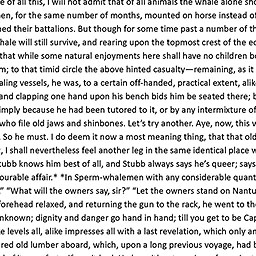 e of all this, I will not admit that of all animals the whale alone sho
nen, for the same number of months, mounted on horse instead of
ned their battalions. But though for some time past a number of th
hale will still survive, and rearing upon the topmost crest of the eq
that while some natural enjoyments here shall have no children be
m; to that timid circle the above hinted casualty—remaining, as it
aling vessels, he was, to a certain off-handed, practical extent, alike
and clapping one hand upon his bench bids him be seated there; b
imply because he had been tutored to it, or by any intermixture of
who file old jaws and shinbones. Let's try another. Aye, now, this w
. So he must. I do deem it now a most meaning thing, that that old
, I shall nevertheless feel another leg in the same identical place w
tubb knows him best of all, and Stubb always says he's queer; says
ourable affair.* *In Sperm-whalemen with any considerable quant
." "What will the owners say, sir?" "Let the owners stand on Nantu
forehead relaxed, and returning the gun to the rack, he went to the
nknown; dignity and danger go hand in hand; till you get to be Cap
e levels all, alike impresses all with a last revelation, which only an
red old lumber aboard, which, upon a long previous voyage, had b